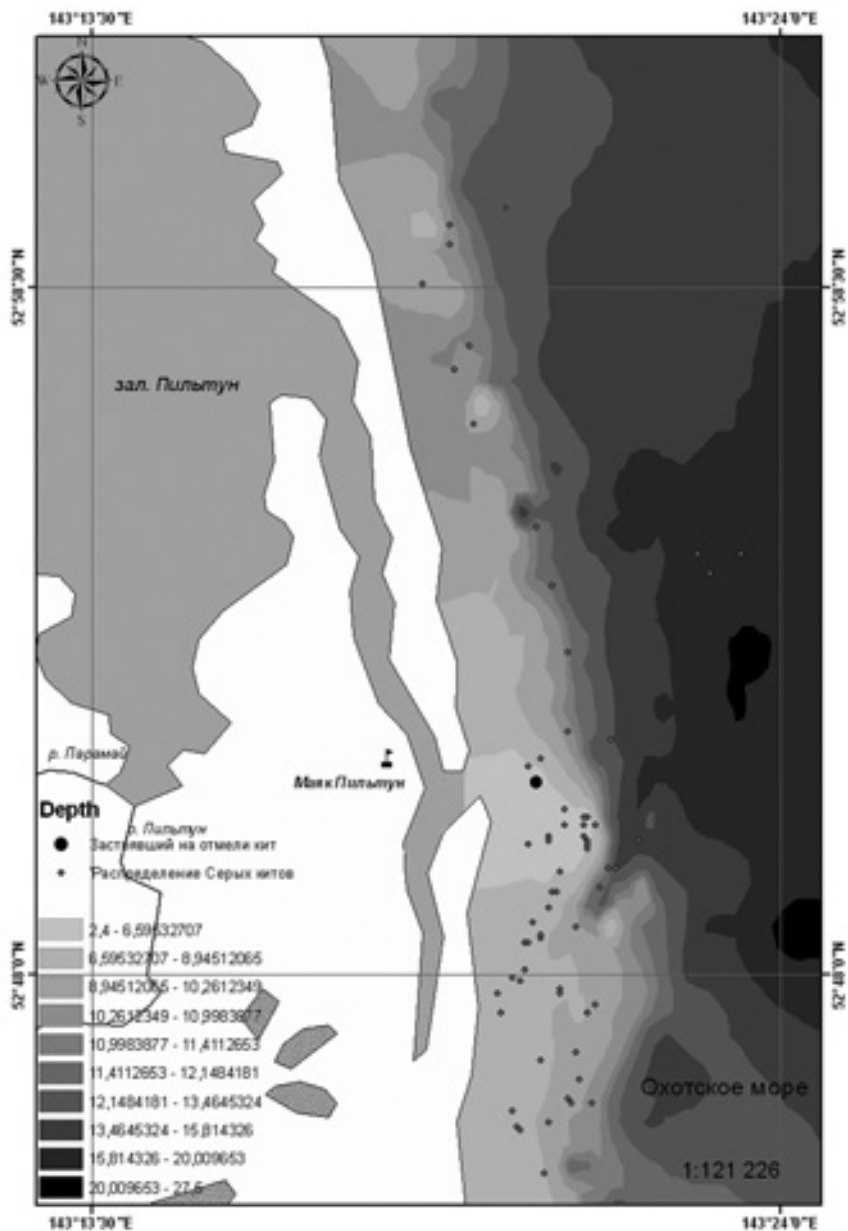 143°13'30"E 143°24'0"E
N
W E
S
52°58'30"N 52°58'30"N
зал. Пильтун
р. Парамай
Маяк Пильтун
Depth
р. Пильтун
Застрявший на отмели кит
Распределение Серых китов
2,4 - 6,59532707
6,59532707 - 8,94512065
8,94512065 - 10,2612349
10,2612349 - 10,9983877
10,9983877 - 11,4112653
11,4112653 - 12,1484181
12,1484181 - 13,4645324
13,4645324 - 15,814326
15,814326 - 20,009653
20,009653 - 27,5
52°48'0"N 52°48'0"N
Охотское море
1:121 226
143°13'30"E 143°24'0"E